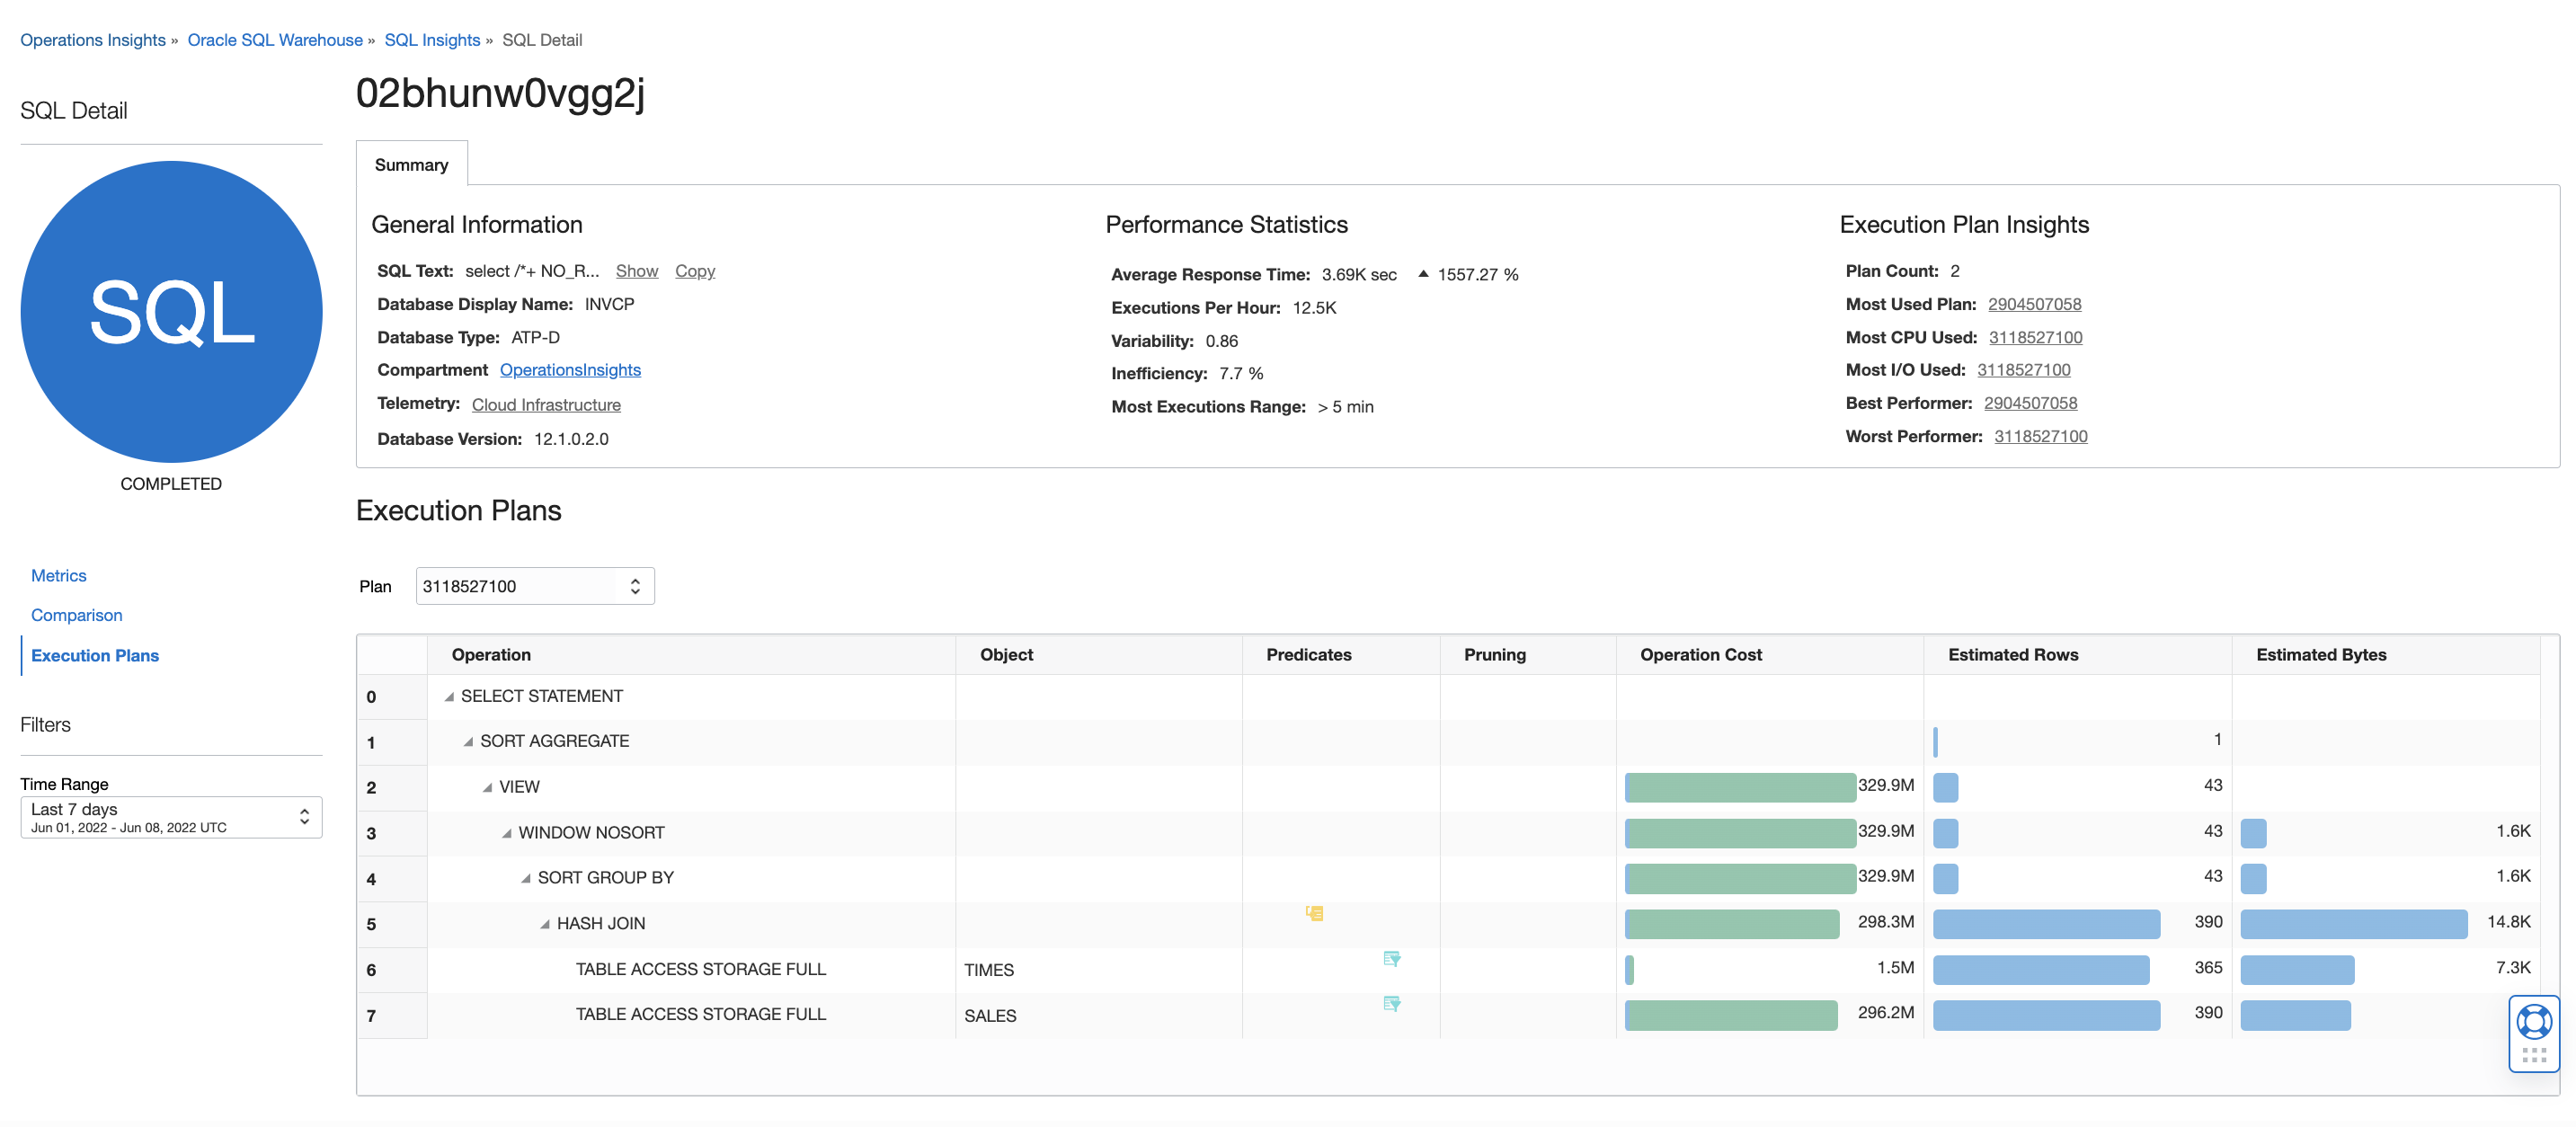 Operations Insights » Oracle SQL Warehouse » SQL Insights » SQL Detail
SQL Detail
SQL
COMPLETED
Metrics
Comparison
Execution Plans
Filters
Time Range
Last 7 days
Jun 01, 2022 - Jun 08, 2022 UTC
02bhunw0vgg2j
Summary
General Information
SQL Text: select /*+ NO_R... Show Copy
Database Display Name: INVCP
Database Type: ATP-D
Compartment OperationsInsights
Telemetry: Cloud Infrastructure
Database Version: 12.1.0.2.0
Performance Statistics
Average Response Time: 3.69K sec ▲ 1557.27 %
Executions Per Hour: 12.5K
Variability: 0.86
Inefficiency: 7.7 %
Most Executions Range: > 5 min
Execution Plan Insights
Plan Count: 2
Most Used Plan: 2904507058
Most CPU Used: 3118527100
Most I/O Used: 3118527100
Best Performer: 2904507058
Worst Performer: 3118527100
Execution Plans
Plan 3118527100
Operation Object Predicates Pruning Operation Cost Estimated Rows Estimated Bytes
0 SELECT STATEMENT
1 SORT AGGREGATE 1
2 VIEW 329.9M 43
3 WINDOW NOSORT 329.9M 43 1.6K
4 SORT GROUP BY 329.9M 43 1.6K
5 HASH JOIN 298.3M 390 14.8K
6 TABLE ACCESS STORAGE FULL TIMES 1.5M 365 7.3K
7 TABLE ACCESS STORAGE FULL SALES 296.2M 390